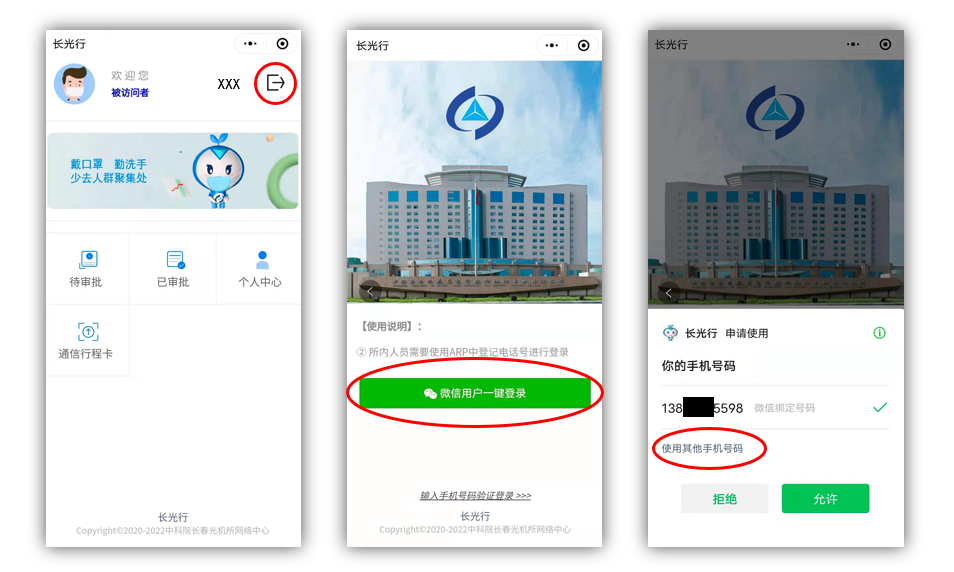 长光行
欢迎您
被访问者
XXX
戴口罩 勤洗手
少去人群聚集处
待审批
已审批
个人中心
通信行程卡
长光行
Copyright©2020-2022中科院长春光机所网络中心
长光行
【使用说明】：
② 所内人员需要使用ARP中登记电话号进行登录
微信用户一键登录
输入手机号码验证登录 >>>
长光行
Copyright©2020-2022中科院长春光机所网络中心
长光行
长光行 申请使用
你的手机号码
138 5598 微信绑定号码
使用其他手机号码
拒绝
允许